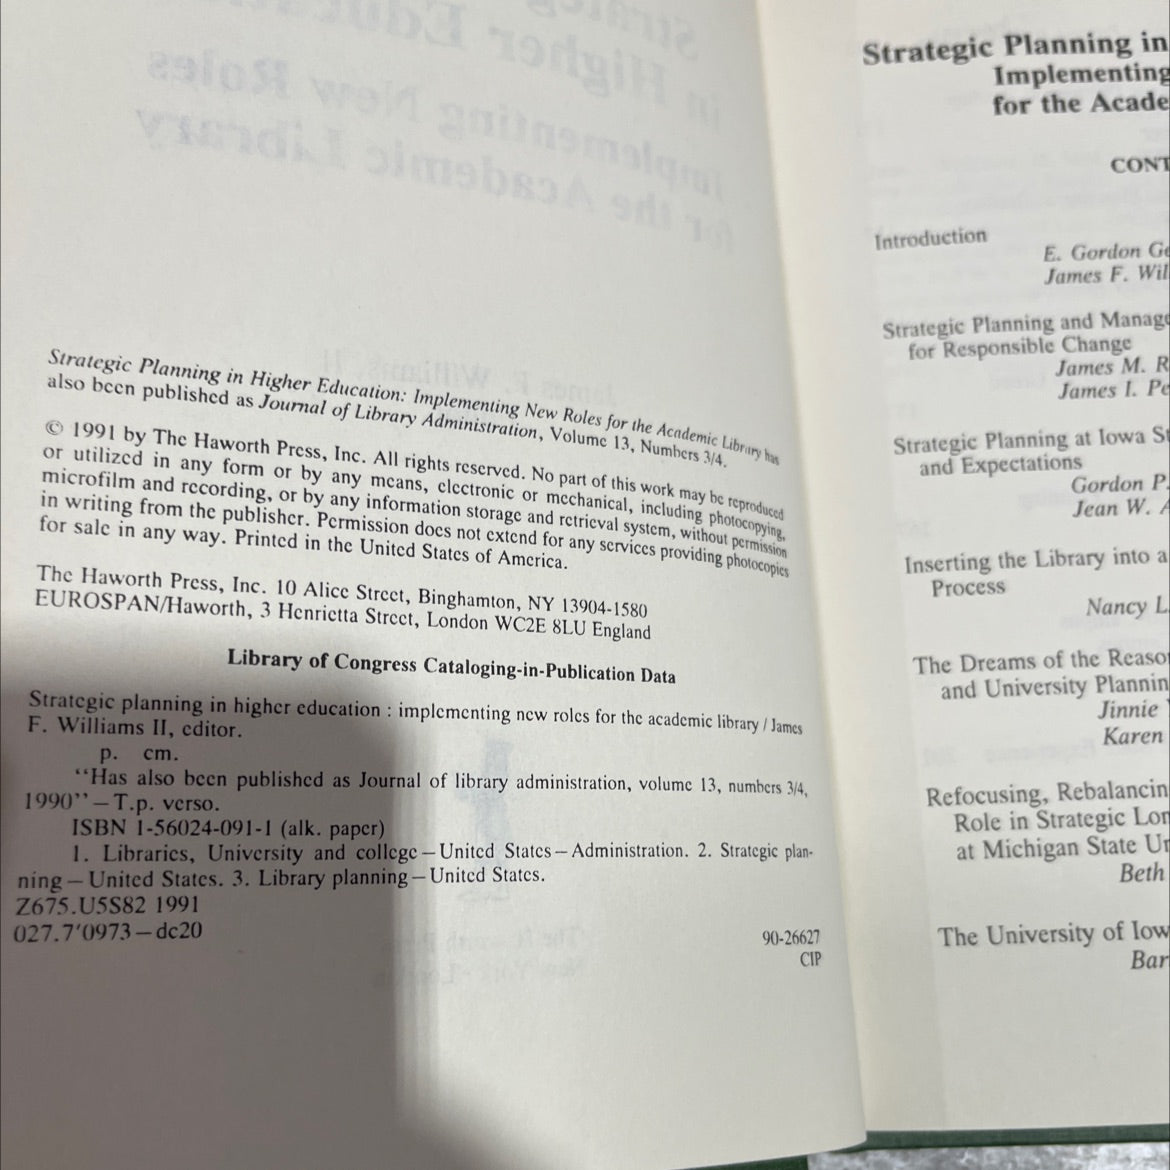 Strategic Planning in Higher Education: Implementing New Roles for the Academic Library has
also been published as Journal of Library Administration, Volume 13, Numbers 3/4.
© 1991 by The Haworth Press, Inc. All rights reserved. No part of this work may be reproduced
or utilized in any form or by any means, electronic or mechanical, including photocopying,
microfilm and recording, or by any information storage and retrieval system, without permission
in writing from the publisher. Permission does not extend for any services providing photocopies
for sale in any way. Printed in the United States of America.
The Haworth Press, Inc. 10 Alice Street, Binghamton, NY 13904-1580
EUROSPAN/Haworth, 3 Henrietta Street, London WC2E 8LU England
Library of Congress Cataloging-in-Publication Data
Strategic planning in higher education : implementing new roles for the academic library / James
F. Williams II, editor.
p. cm.
“Has also been published as Journal of library administration, volume 13, numbers 3/4,
1990” – T.p. verso.
ISBN 1-56024-091-1 (alk. paper)
1. Libraries, University and college – United States – Administration. 2. Strategic plan-
ning – United States. 3. Library planning – United States.
Z675.U5S82 1991
027.7'0973 – dc20
90-26627
CIP
Strategic Planning in
Implementing
for the Acade
CONT
Introduction
E. Gordon Ge
James F. Wil
Strategic Planning and Manage
for Responsible Change
James M. R
James I. Pe
Strategic Planning at Iowa St
and Expectations
Gordon P.
Jean W. A
Inserting the Library into a
Process
Nancy L.
The Dreams of the Reaso
and University Plannin
Jinnie
Karen
Refocusing, Rebalancin
Role in Strategic Lon
at Michigan State Un
Beth
The University of Iow
Bar